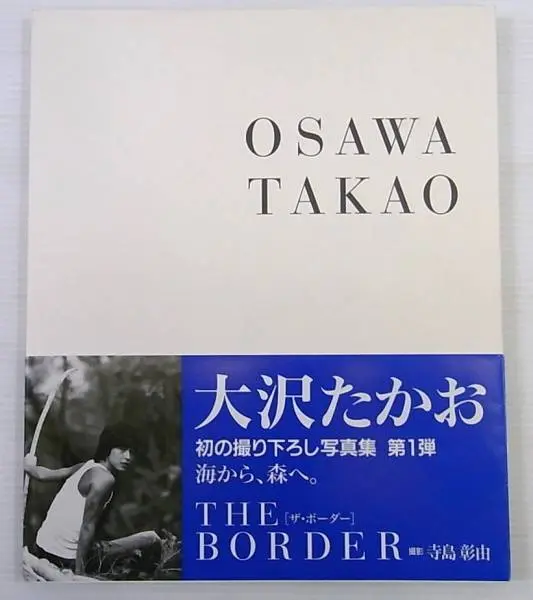 OSAWA
TAKAO
大沢たかお
初の撮り下ろし写真集 第1弾
海から、森へ。
THE [ザ・ボーダー]
BORDER 撮影 寺島彰由